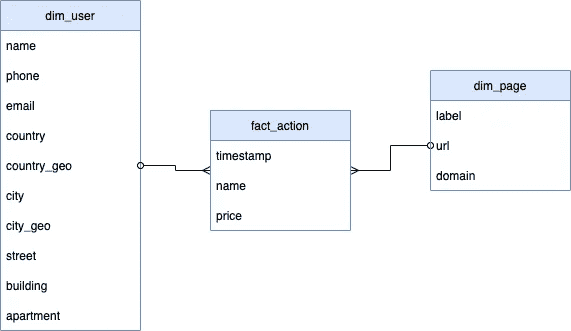 dim_user
name
phone
email
country
country_geo
city
city_geo
street
building
apartment
fact_action
timestamp
name
price
dim_page
label
url
domain